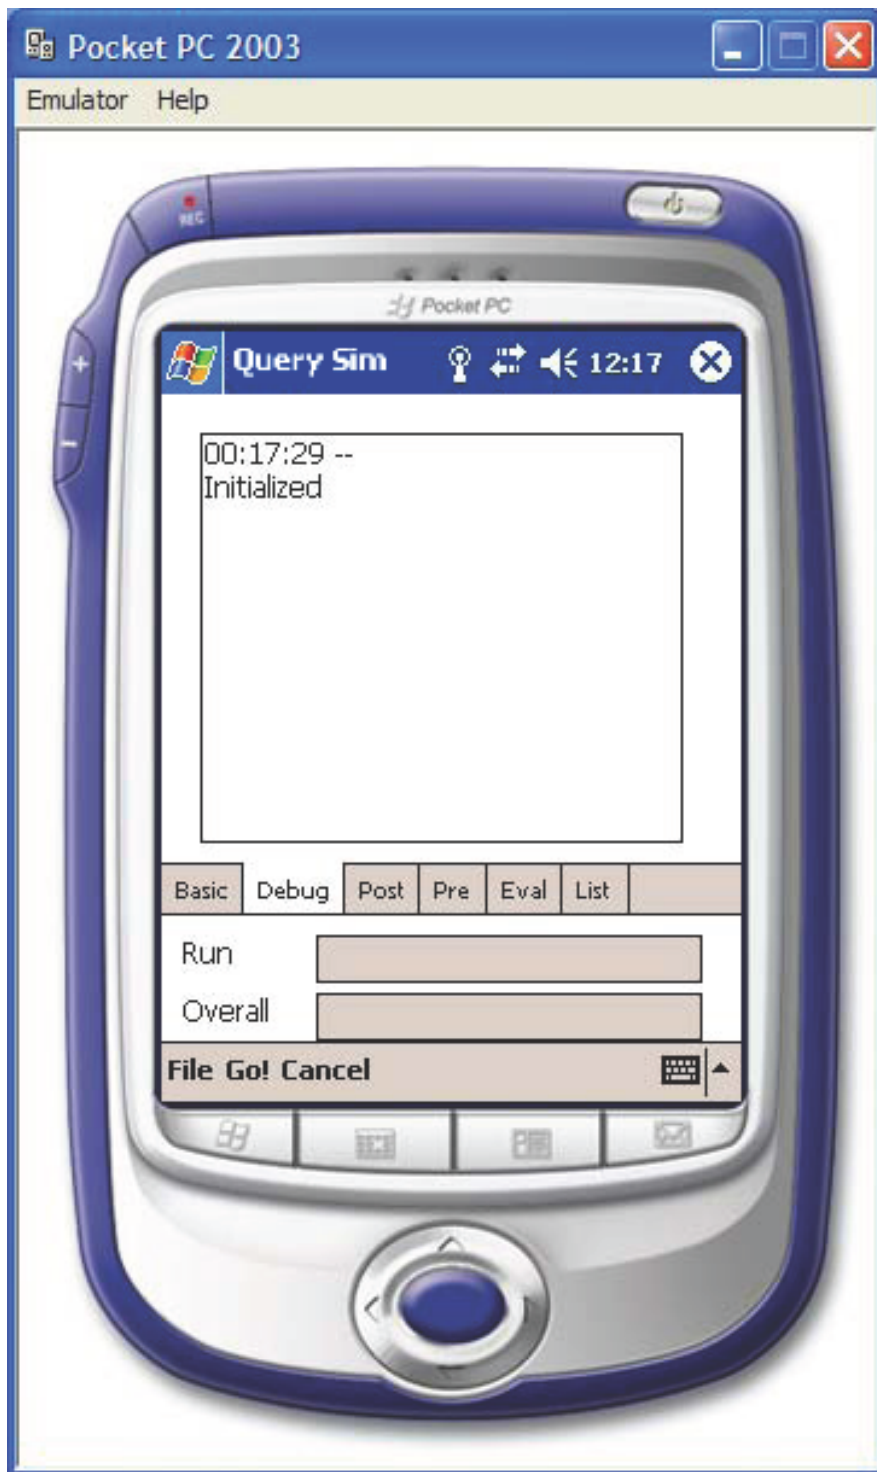 Pocket PC 2003
Emulator Help
REC
Pocket PC
Query Sim 12:17
00:17:29 --
Initialized
Basic Debug Post Pre Eval List
Run
Overall
File Go! Cancel